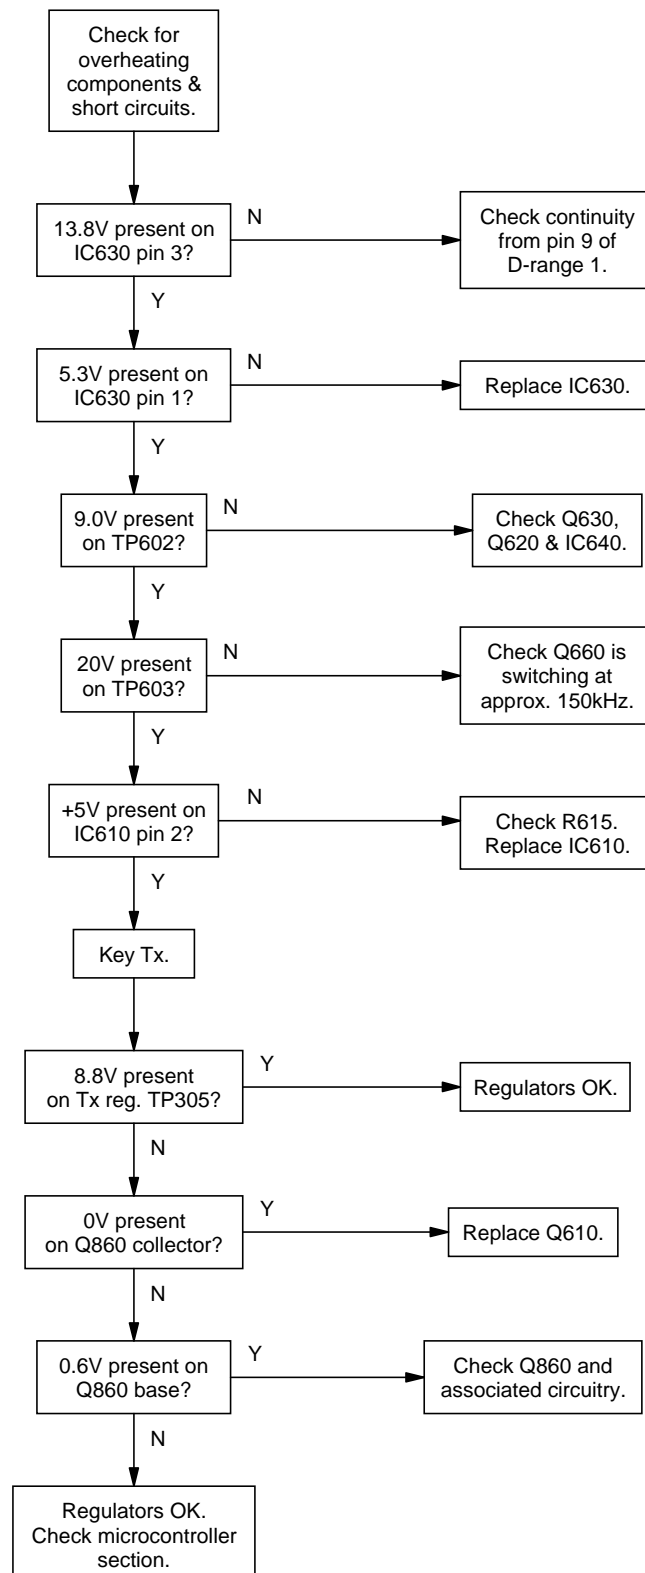 Check for
overheating
components &
short circuits.
13.8V present on
IC630 pin 3?
N
Check continuity
from pin 9 of
D-range 1.
Y
5.3V present on
IC630 pin 1?
N
Replace IC630.
Y
9.0V present
on TP602?
N
Check Q630,
Q620 & IC640.
Y
20V present
on TP603?
N
Check Q660 is
switching at
approx. 150kHz.
Y
+5V present on
IC610 pin 2?
N
Check R615.
Replace IC610.
Y
Key Tx.
8.8V present
on Tx reg. TP305?
Y
Regulators OK.
N
0V present
on Q860 collector?
Y
Replace Q610.
N
0.6V present on
Q860 base?
Y
Check Q860 and
associated circuitry.
N
Regulators OK.
Check microcontroller
section.